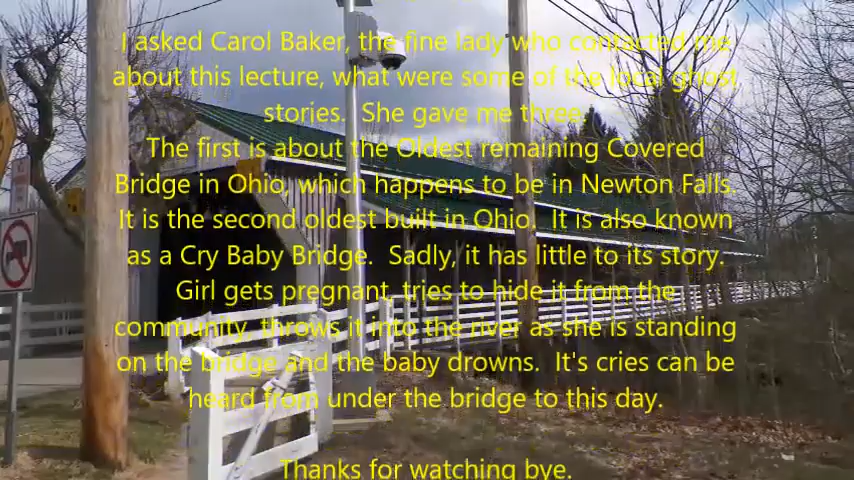 I asked Carol Baker, the fine lady who contacted me
about this lecture, what were some of the local ghost
stories. She gave me three.
The first is about the Oldest remaining Covered
Bridge in Ohio, which happens to be in Newton Falls.
It is the second oldest built in Ohio. It is also known
as a Cry Baby Bridge. Sadly, it has little to its story.
Girl gets pregnant, tries to hide it from the
community, throws it into the river as she is standing
on the bridge and the baby drowns. It's cries can be
heard from under the bridge to this day.
Thanks for watching bye.